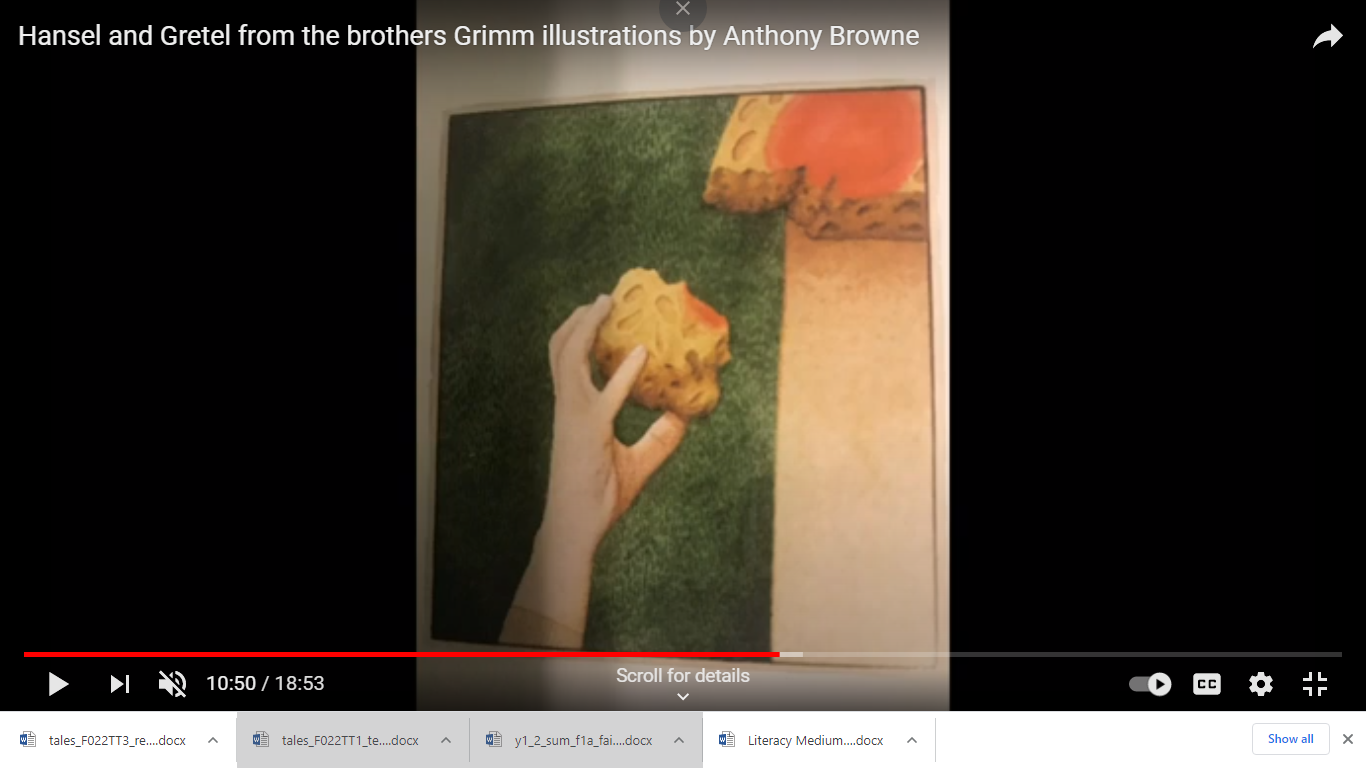 Hansel and Gretel from the brothers Grimm illustrations by Anthony Browne
10:50 / 18:53
Scroll for details
CC
tales_F022TT3_re....docx
tales_F022TT1_te....docx
y1_2_sum_f1a_fai....docx
Literacy Medium....docx
Show all